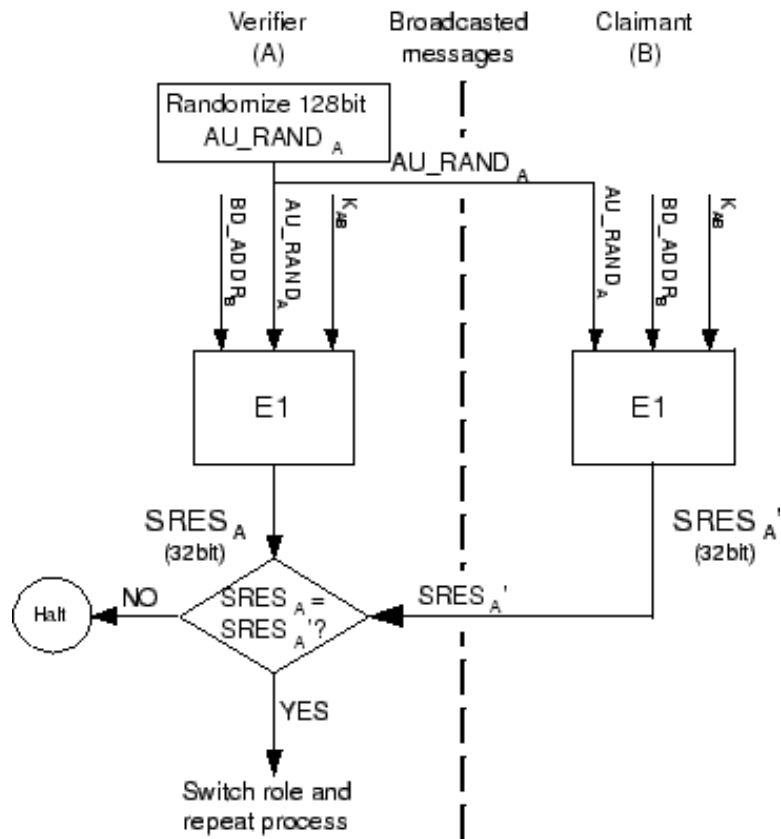 Verifier
(A)
Broadcasted
messages
Claimant
(B)
Randomize 128bit
AU_RAND A
AU_RAND A
BD_ADDR B
AU_RAND A
K AB
AU_RAND A
BD_ADDR B
K AB
E1
E1
SRES A
(32bit)
SRES A'
(32bit)
Halt
NO
SRES A =
SRES A'?
SRES A'
YES
Switch role and
repeat process